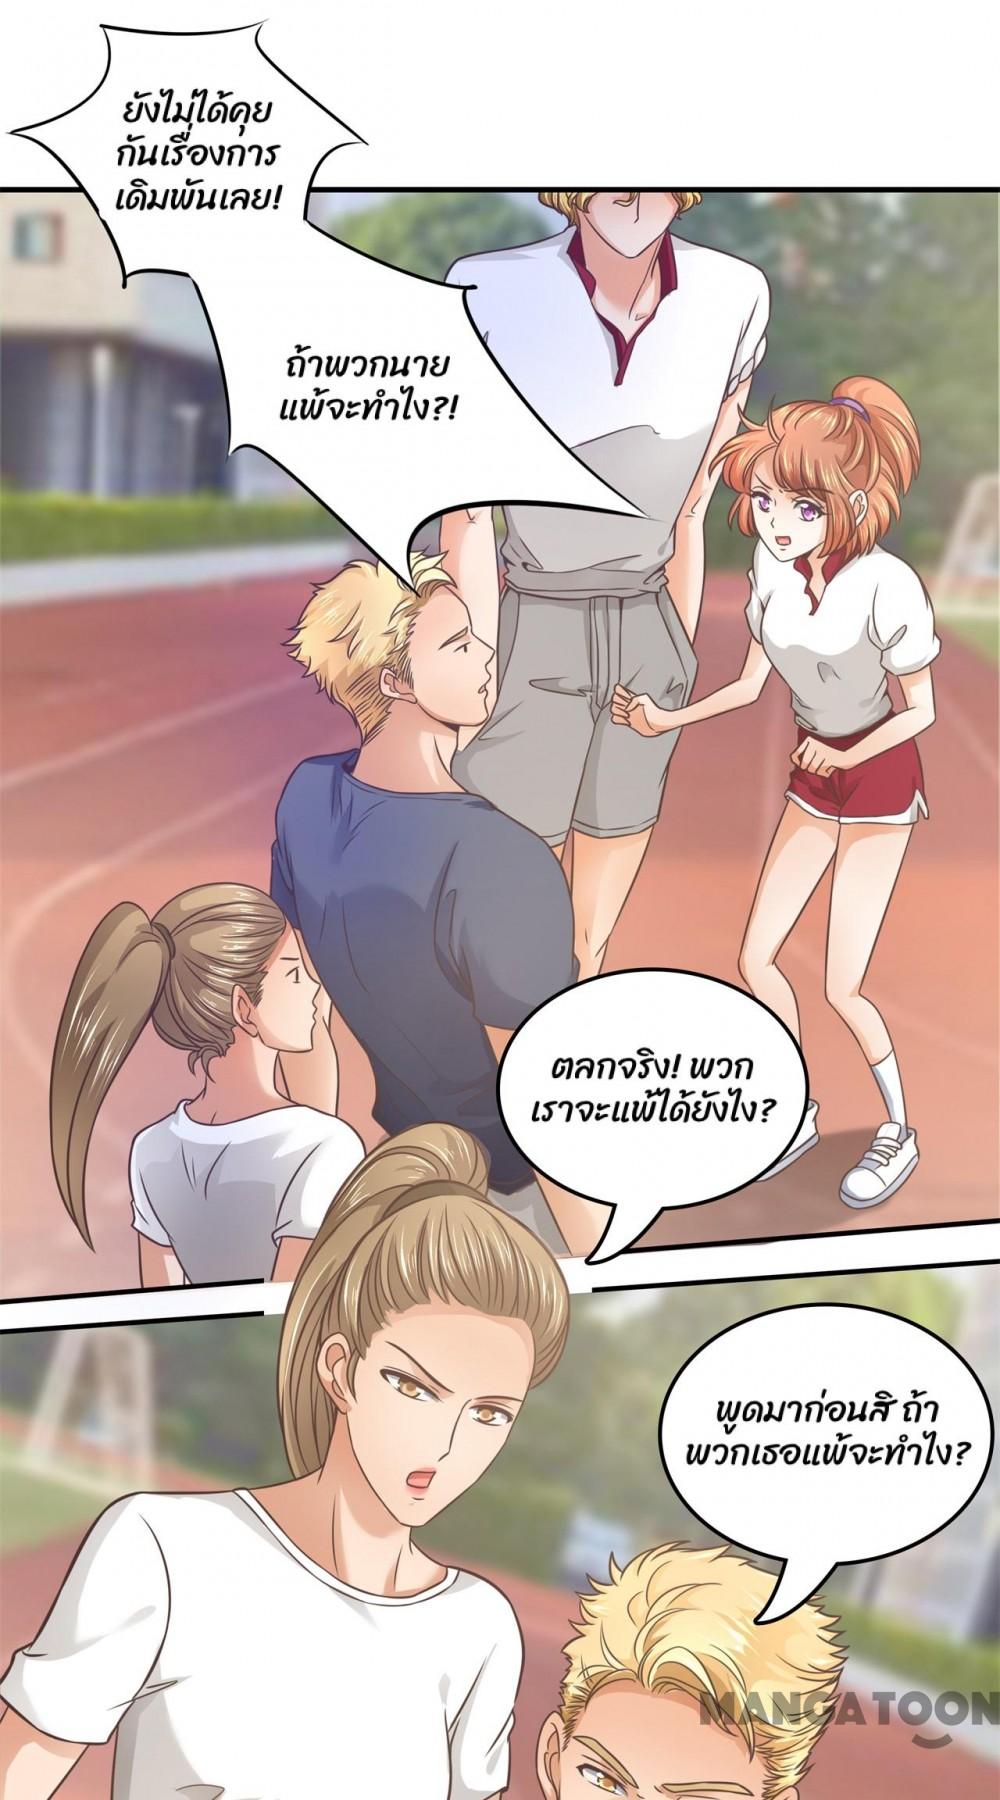 ยังไม่ได้คุย
กันเรื่องการ
เดิมพันเลย!
ถ้าพวกนาย
แพ้จะทำไง?!
ตลกจริง! พวก
เราจะแพ้ได้ยังไง?
พูดมาก่อนสิ ถ้า
พวกเธอแพ้จะทำไง?
MANGATOON